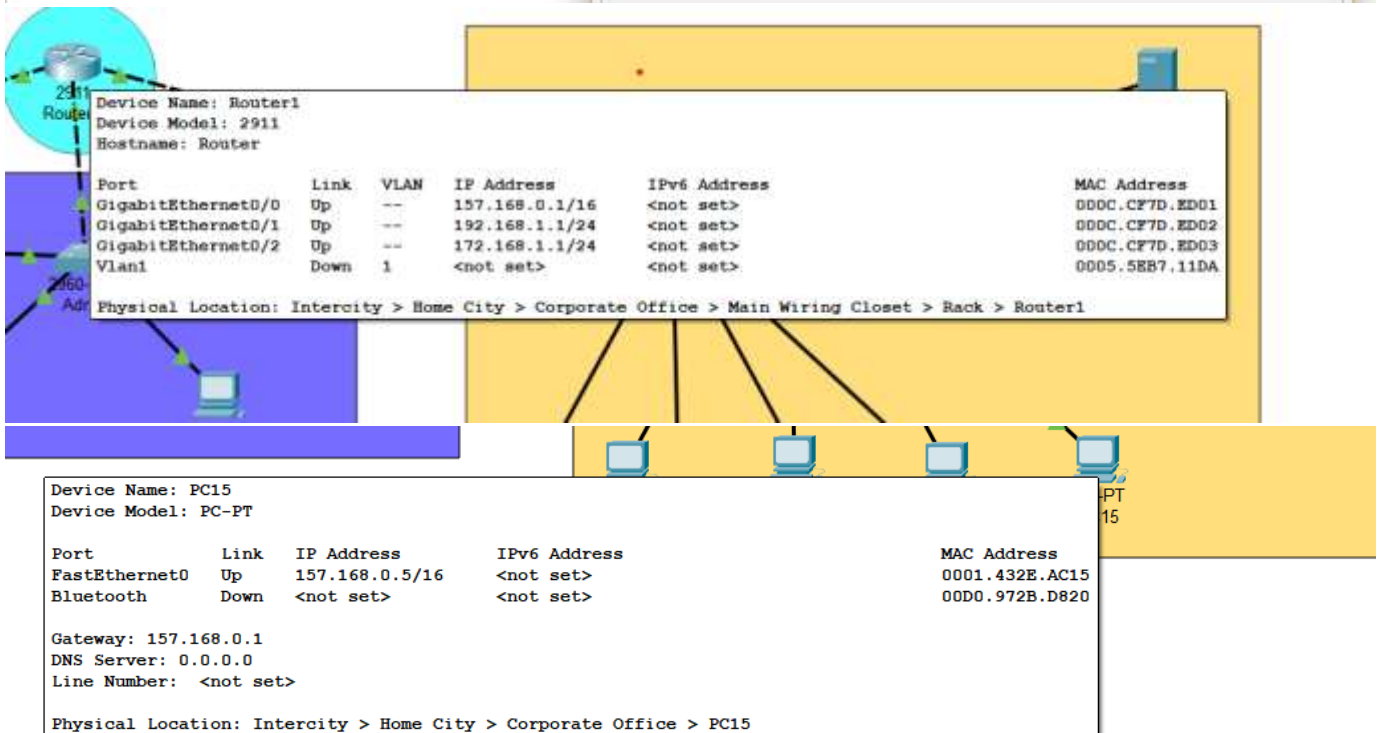 2911
Device Name: Router1
Device Model: 2911
Hostname: Router
Port Link VLAN IP Address IPv6 Address MAC Address
GigabitEthernet0/0 Up -- 157.168.0.1/16 <not set> 000C.CF7D.ED01
GigabitEthernet0/1 Up -- 192.168.1.1/24 <not set> 000C.CF7D.ED02
GigabitEthernet0/2 Up -- 172.168.1.1/24 <not set> 000C.CF7D.ED03
Vlan1 Down 1 <not set> <not set> 0005.5EB7.11DA
Physical Location: Intercity > Home City > Corporate Office > Main Wiring Closet > Rack > Router1
-PT
15
Device Name: PC15
Device Model: PC-PT
Port Link IP Address IPv6 Address MAC Address
FastEthernet0 Up 157.168.0.5/16 <not set> 0001.432E.AC15
Bluetooth Down <not set> <not set> 00D0.972B.D820
Gateway: 157.168.0.1
DNS Server: 0.0.0.0
Line Number: <not set>
Physical Location: Intercity > Home City > Corporate Office > PC15